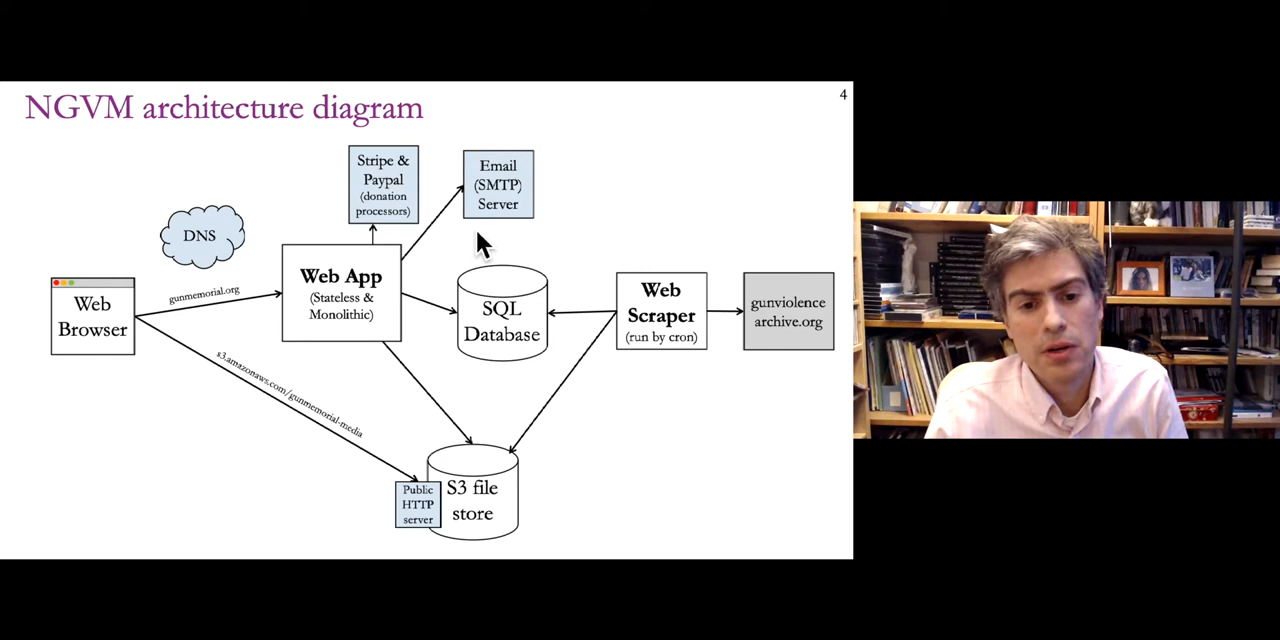 NGVM architecture diagram
4
Stripe &
Paypal
(donation
processors)
Email
(SMTP)
Server
DNS
Web
Browser
gunmemorial.org
Web App
(Stateless &
Monolithic)
SQL
Database
Web
Scraper
(run by cron)
gunviolence
archive.org
s3.amazonaws.com/gunmemorial-media
Public
HTTP
server
S3 file
store